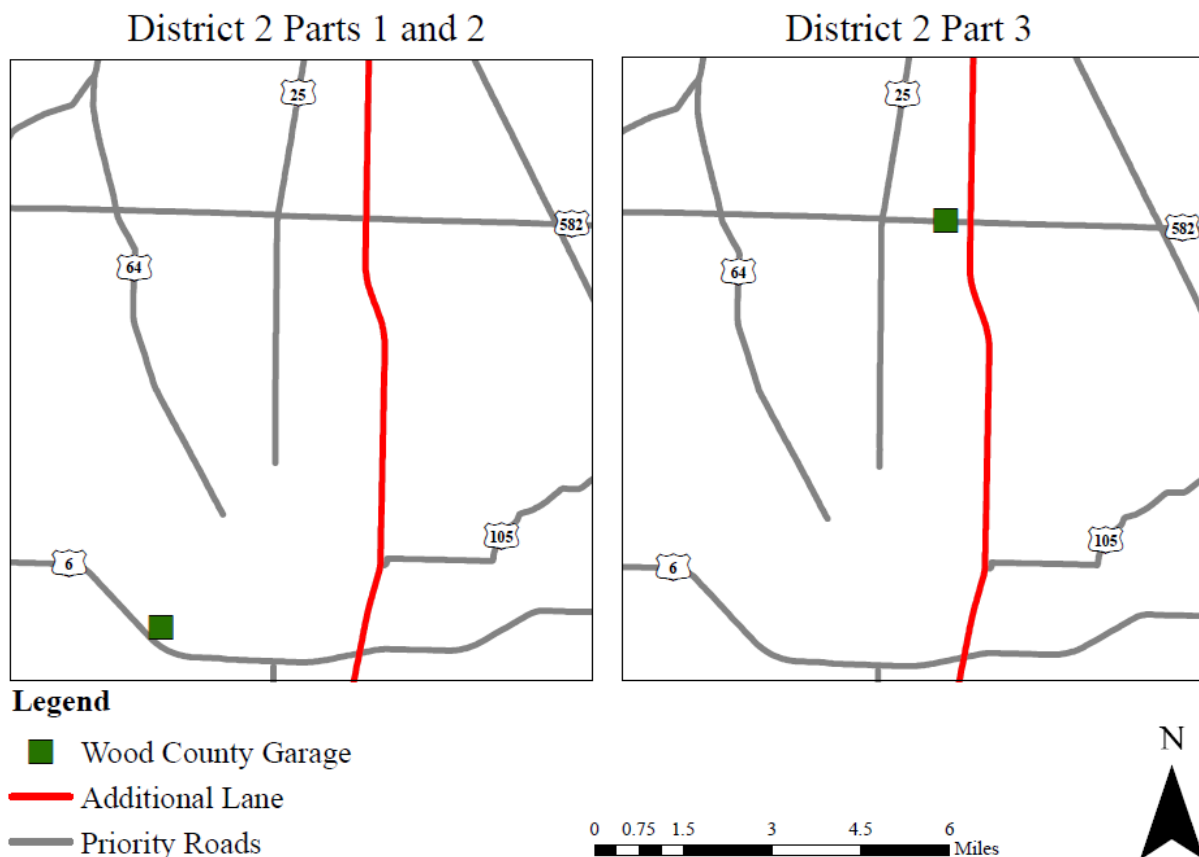 District 2 Parts 1 and 2
District 2 Part 3
25
582
64
105
6
25
582
64
105
6
Legend
Wood County Garage
Additional Lane
Priority Roads
0 0.75 1.5 3 4.5 6
Miles
N